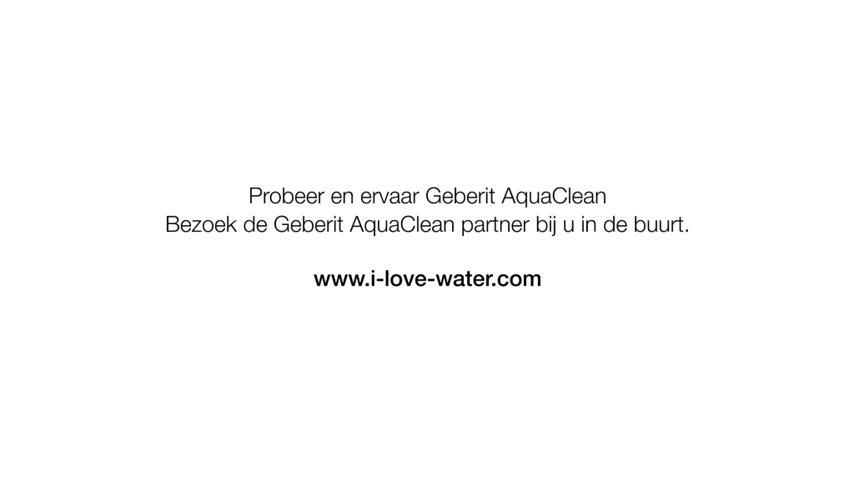 Probeer en ervaar Geberit AquaClean
Bezoek de Geberit AquaClean partner bij u in de buurt.
www.i-love-water.com